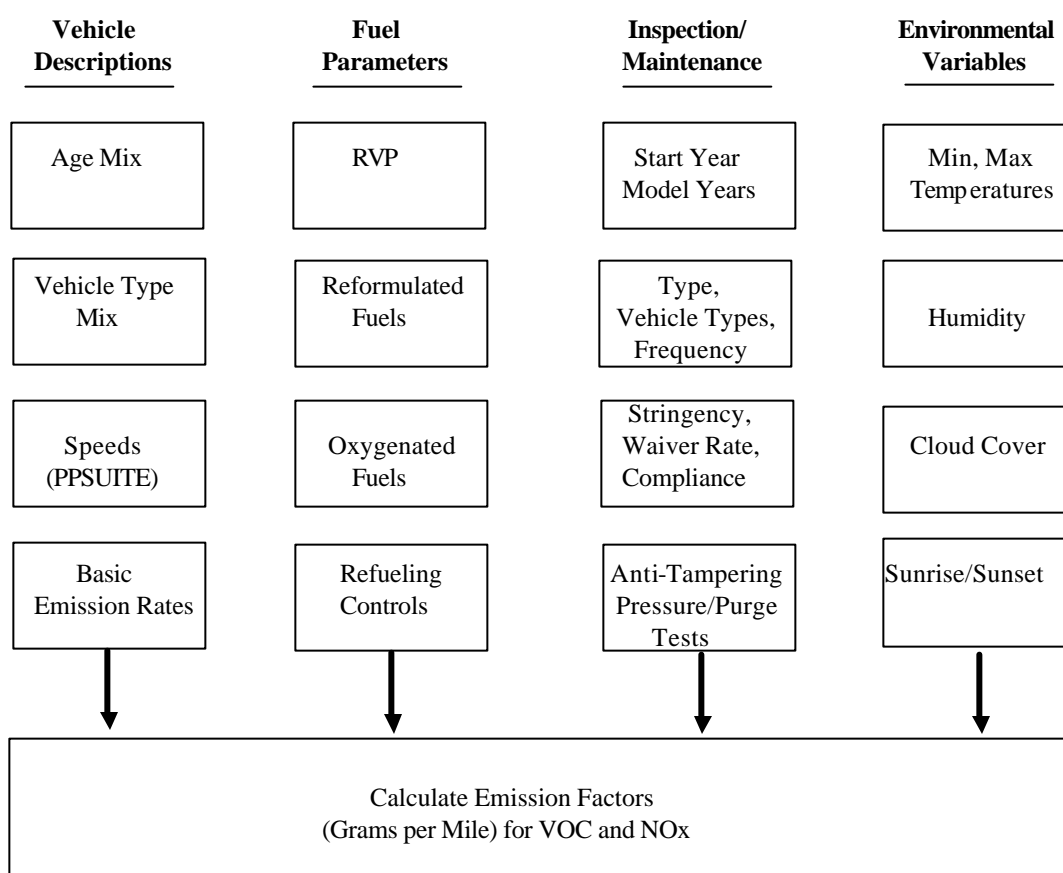 Vehicle
Descriptions
Fuel
Parameters
Inspection/
Maintenance
Environmental
Variables
Age Mix
RVP
Start Year
Model Years
Min, Max
Temperatures
Vehicle Type
Mix
Reformulated
Fuels
Type,
Vehicle Types,
Frequency
Humidity
Speeds
(PPSUITE)
Oxygenated
Fuels
Stringency,
Waiver Rate,
Compliance
Cloud Cover
Basic
Emission Rates
Refueling
Controls
Anti-Tampering
Pressure/Purge
Tests
Sunrise/Sunset
Calculate Emission Factors
(Grams per Mile) for VOC and NOx